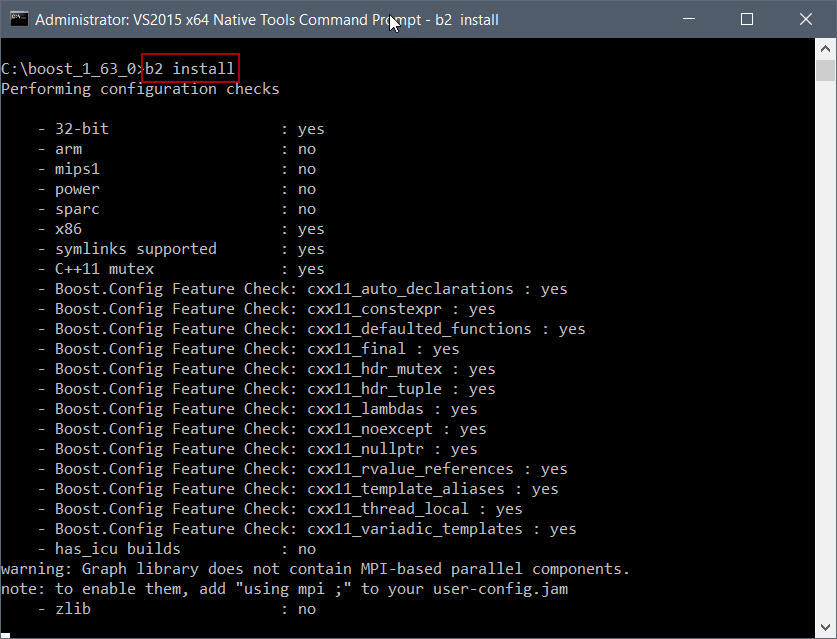 Administrator: VS2015 x64 Native Tools Command Prompt - b2  install
C:\boost_1_63_0>b2 install
Performing configuration checks
    - 32-bit                   : yes
    - arm                      : no
    - mips1                    : no
    - power                    : no
    - sparc                    : no
    - x86                      : yes
    - symlinks supported       : yes
    - C++11 mutex              : yes
    - Boost.Config Feature Check: cxx11_auto_declarations : yes
    - Boost.Config Feature Check: cxx11_constexpr : yes
    - Boost.Config Feature Check: cxx11_defaulted_functions : yes
    - Boost.Config Feature Check: cxx11_final : yes
    - Boost.Config Feature Check: cxx11_hdr_mutex : yes
    - Boost.Config Feature Check: cxx11_hdr_tuple : yes
    - Boost.Config Feature Check: cxx11_lambdas : yes
    - Boost.Config Feature Check: cxx11_noexcept : yes
    - Boost.Config Feature Check: cxx11_nullptr : yes
    - Boost.Config Feature Check: cxx11_rvalue_references : yes
    - Boost.Config Feature Check: cxx11_template_aliases : yes
    - Boost.Config Feature Check: cxx11_thread_local : yes
    - Boost.Config Feature Check: cxx11_variadic_templates : yes
    - has_icu builds           : no
warning: Graph library does not contain MPI-based parallel components.
note: to enable them, add "using mpi ;" to your user-config.jam
    - zlib                     : no